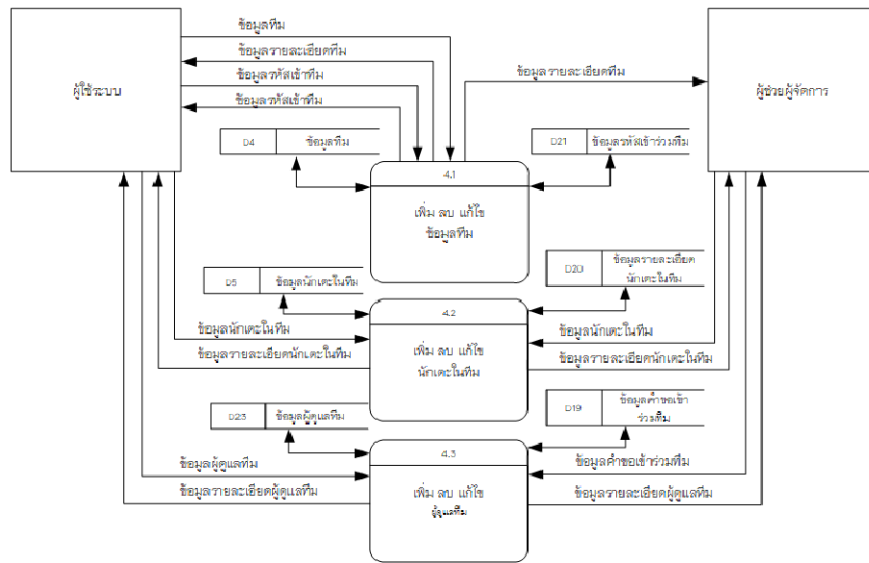 ข้อมูลทีม
ข้อมูลรายละเอียดทีม
ข้อมูลรหัสเข้าทีม
ข้อมูลรหัสเข้าทีม
ผู้ใช้ระบบ
ข้อมูลรายละเอียดทีม
ผู้ช่วยผู้จัดการ
D4 ข้อมูลทีม
D21 ข้อมูลรหัสเข้าร่วมทีม
4.1
เพิ่ม ลบ แก้ไข
ข้อมูลทีม
D5 ข้อมูลนักเตะในทีม
D20 ข้อมูลรายละเอียด
นักเตะในทีม
4.2
เพิ่ม ลบ แก้ไข
นักเตะในทีม
ข้อมูลนักเตะในทีม
ข้อมูลรายละเอียดนักเตะในทีม
ข้อมูลนักเตะในทีม
ข้อมูลรายละเอียดนักเตะในทีม
D23 ข้อมูลผู้ดูแลทีม
D19 ข้อมูลคำขอเข้า
ร่วมทีม
4.3
เพิ่ม ลบ แก้ไข
ผู้ดูแลทีม
ข้อมูลผู้ดูแลทีม
ข้อมูลรายละเอียดผู้ดูแลทีม
ข้อมูลคำขอเข้าร่วมทีม
ข้อมูลรายละเอียดผู้ดูแลทีม